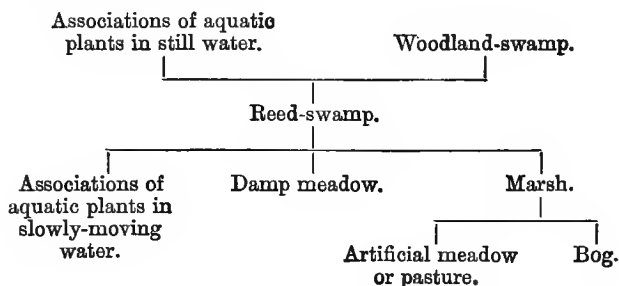 Associations of aquatic
plants in still water.
Woodland-swamp.
Reed-swamp.
Associations of
aquatic plants in
slowly-moving
water.
Damp meadow.
Marsh.
Artificial meadow
or pasture.
Bog.